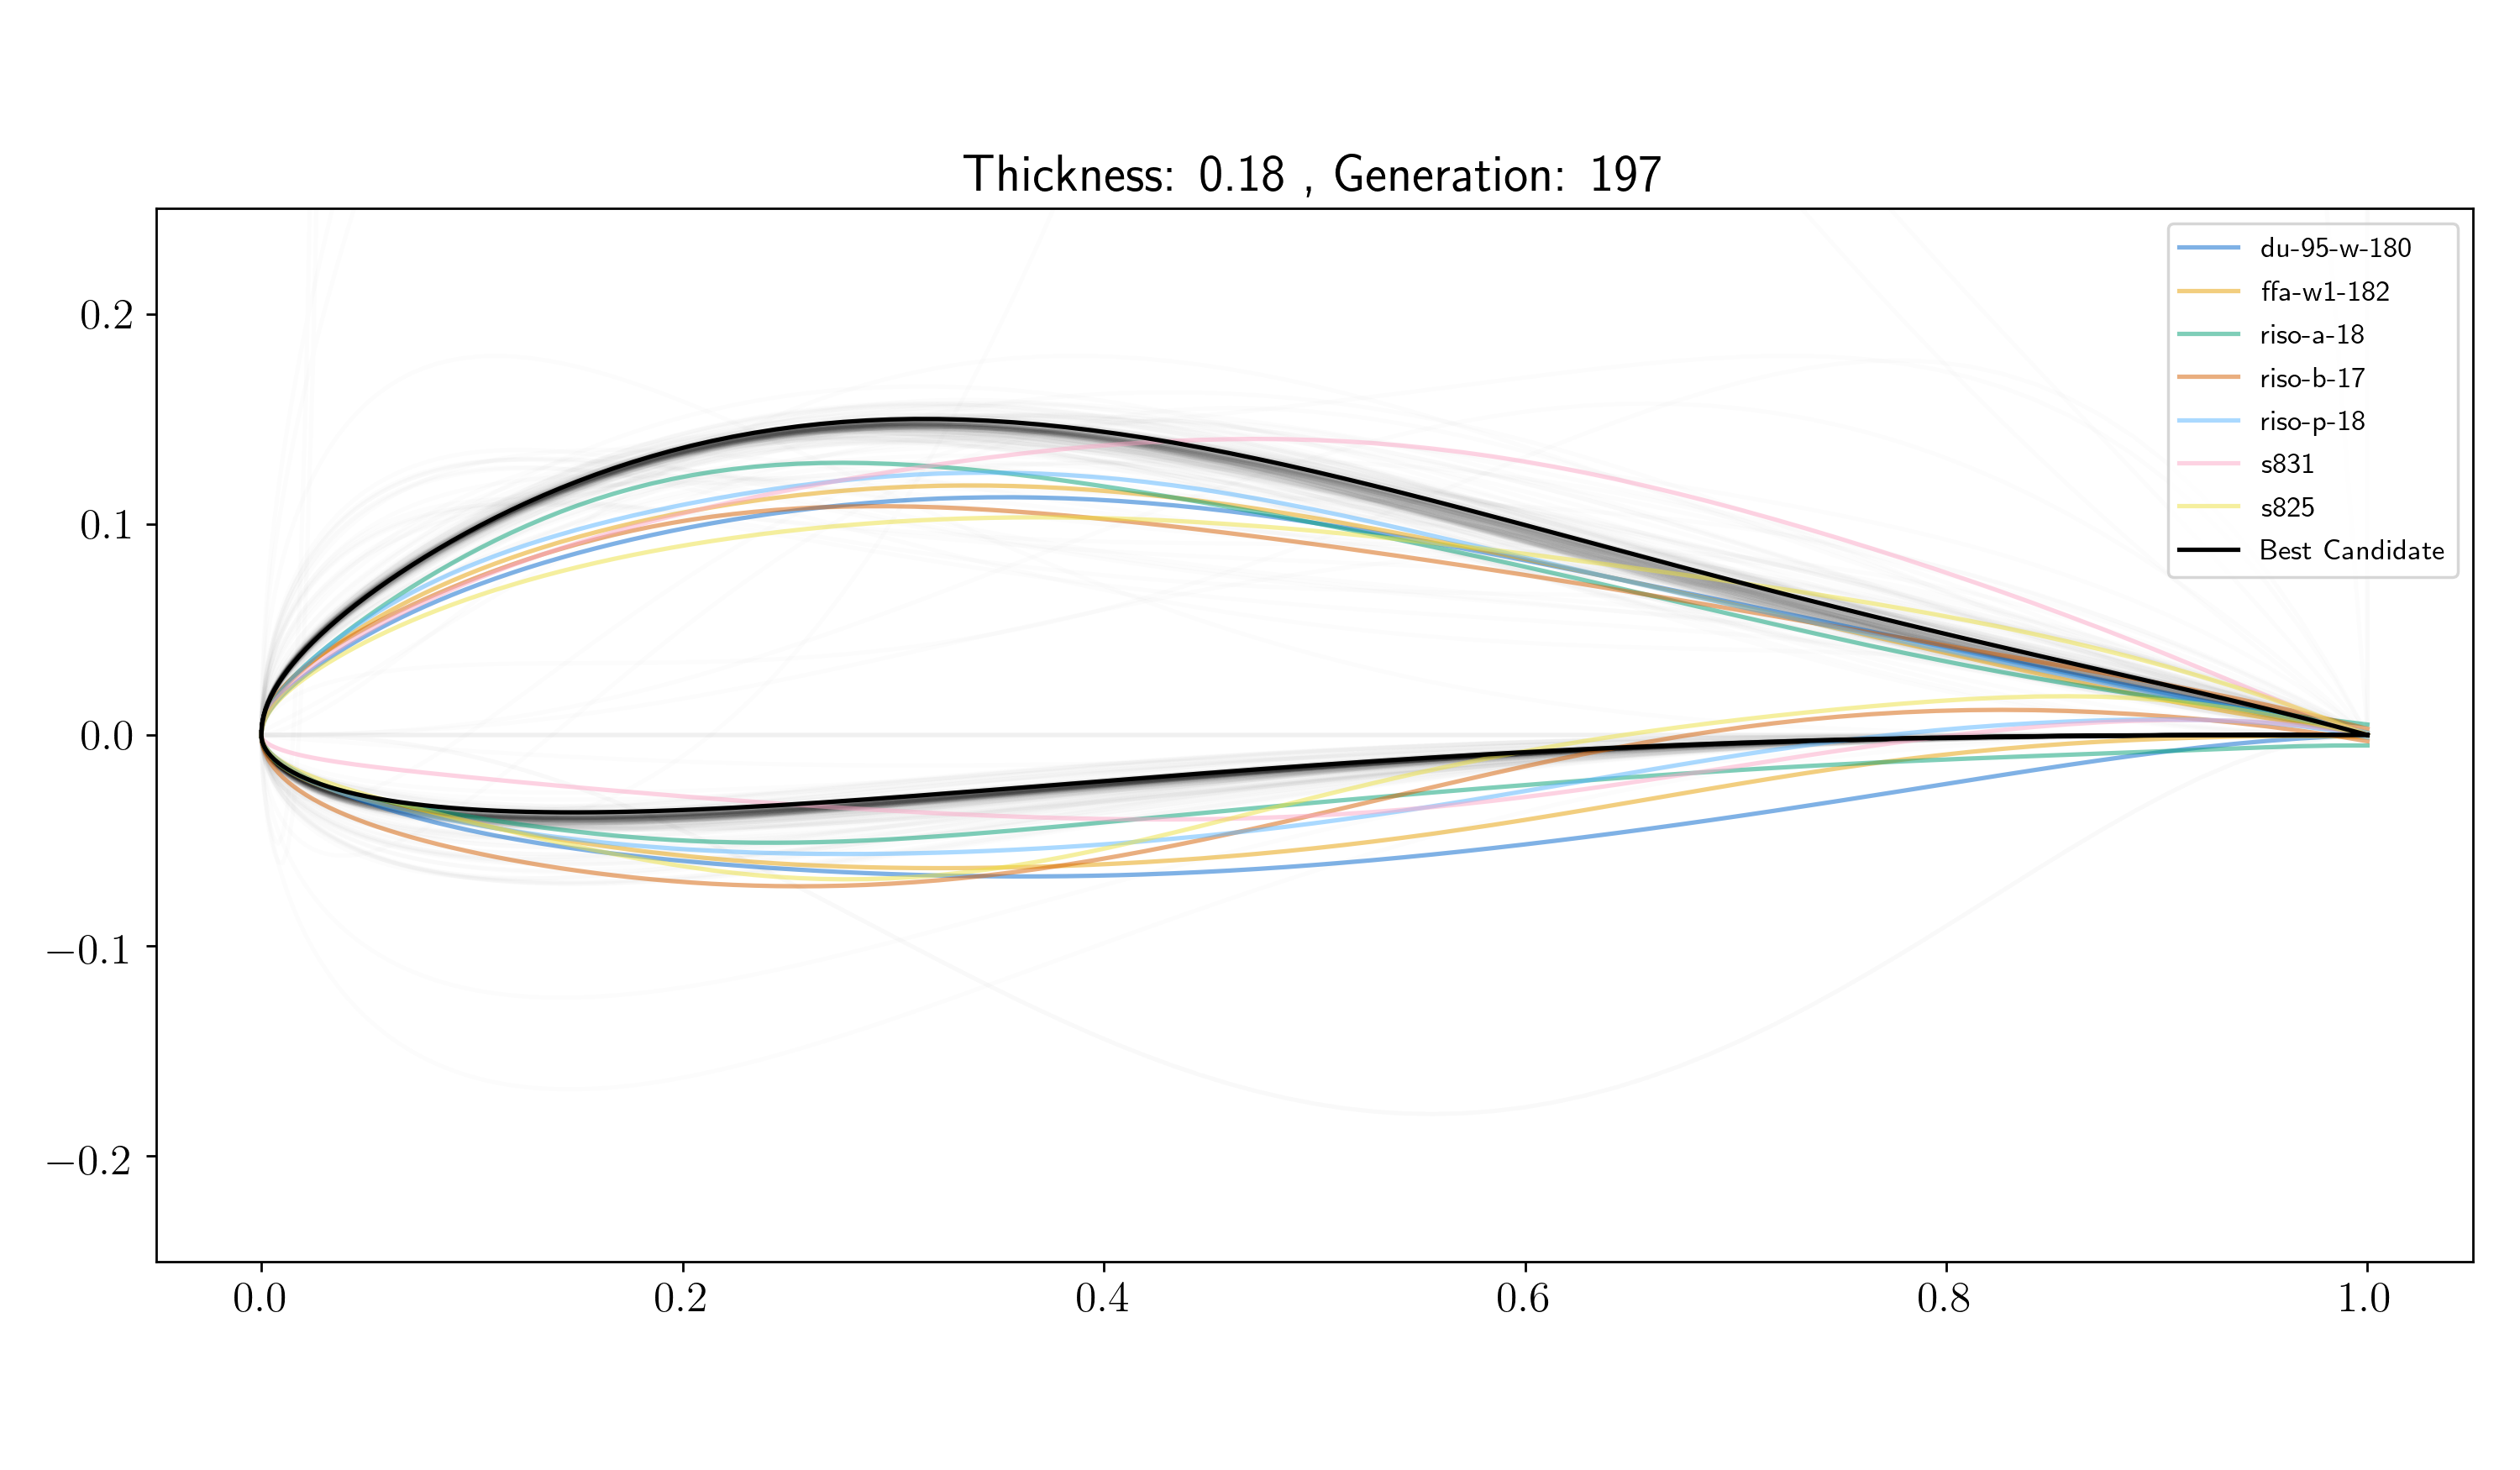 Thickness: 0.18 , Generation: 197
du-95-w-180
ffa-w1-182
riso-a-18
riso-b-17
riso-p-18
s831
s825
Best Candidate
0.2
0.1
0.0
−0.1
−0.2
0.0 0.2 0.4 0.6 0.8 1.0